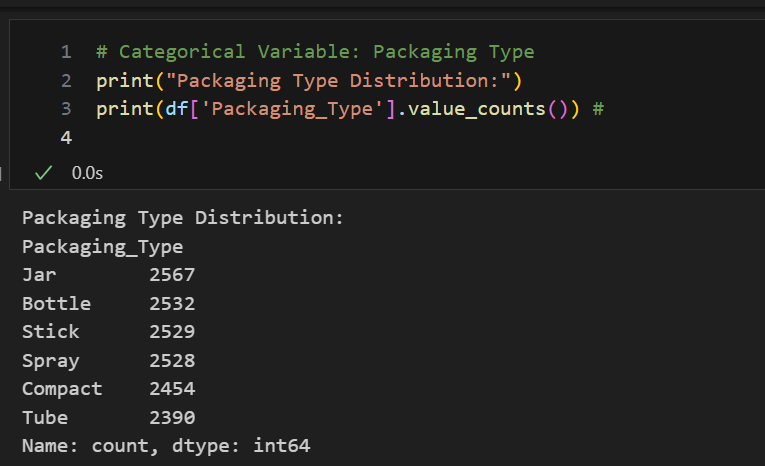 1 # Categorical Variable: Packaging Type
2 print("Packaging Type Distribution:")
3 print(df['Packaging_Type'].value_counts()) #
4
0.0s
Packaging Type Distribution:
Packaging_Type
Jar 2567
Bottle 2532
Stick 2529
Spray 2528
Compact 2454
Tube 2390
Name: count, dtype: int64